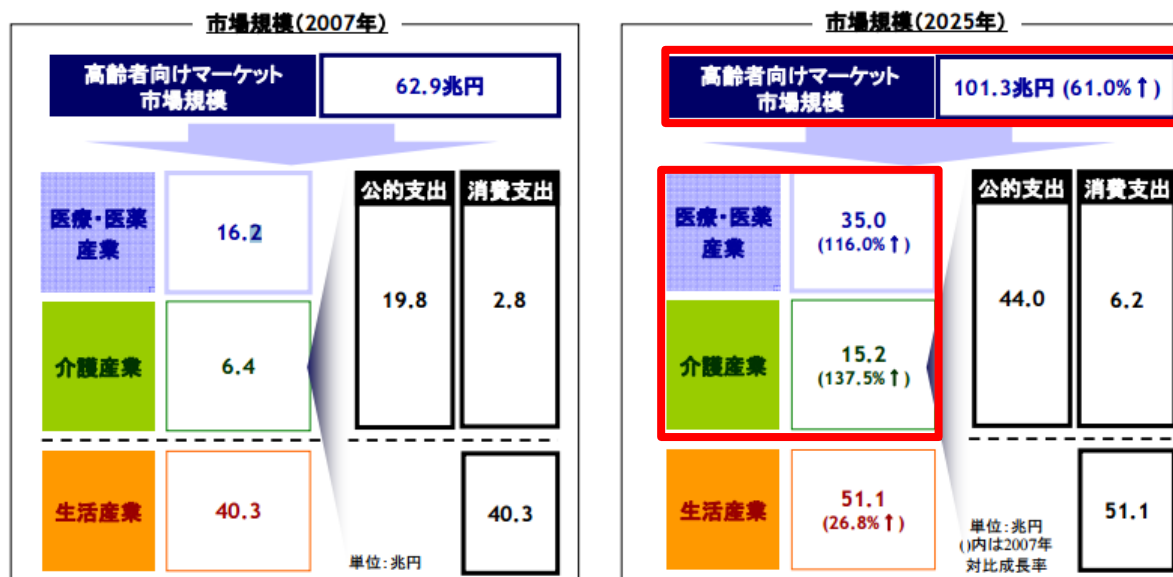 市場規模(2007年)
高齢者向けマーケット
市場規模
62.9兆円
公的支出
消費支出
医療・医薬
産業
16.2
19.8
2.8
介護産業
6.4
生活産業
40.3
40.3
単位:兆円
市場規模(2025年)
高齢者向けマーケット
市場規模
101.3兆円 (61.0%↑)
公的支出
消費支出
医療・医薬
産業
35.0
(116.0%↑)
44.0
6.2
介護産業
15.2
(137.5%↑)
生活産業
51.1
(26.8%↑)
51.1
単位:兆円
()内は2007年
対比成長率